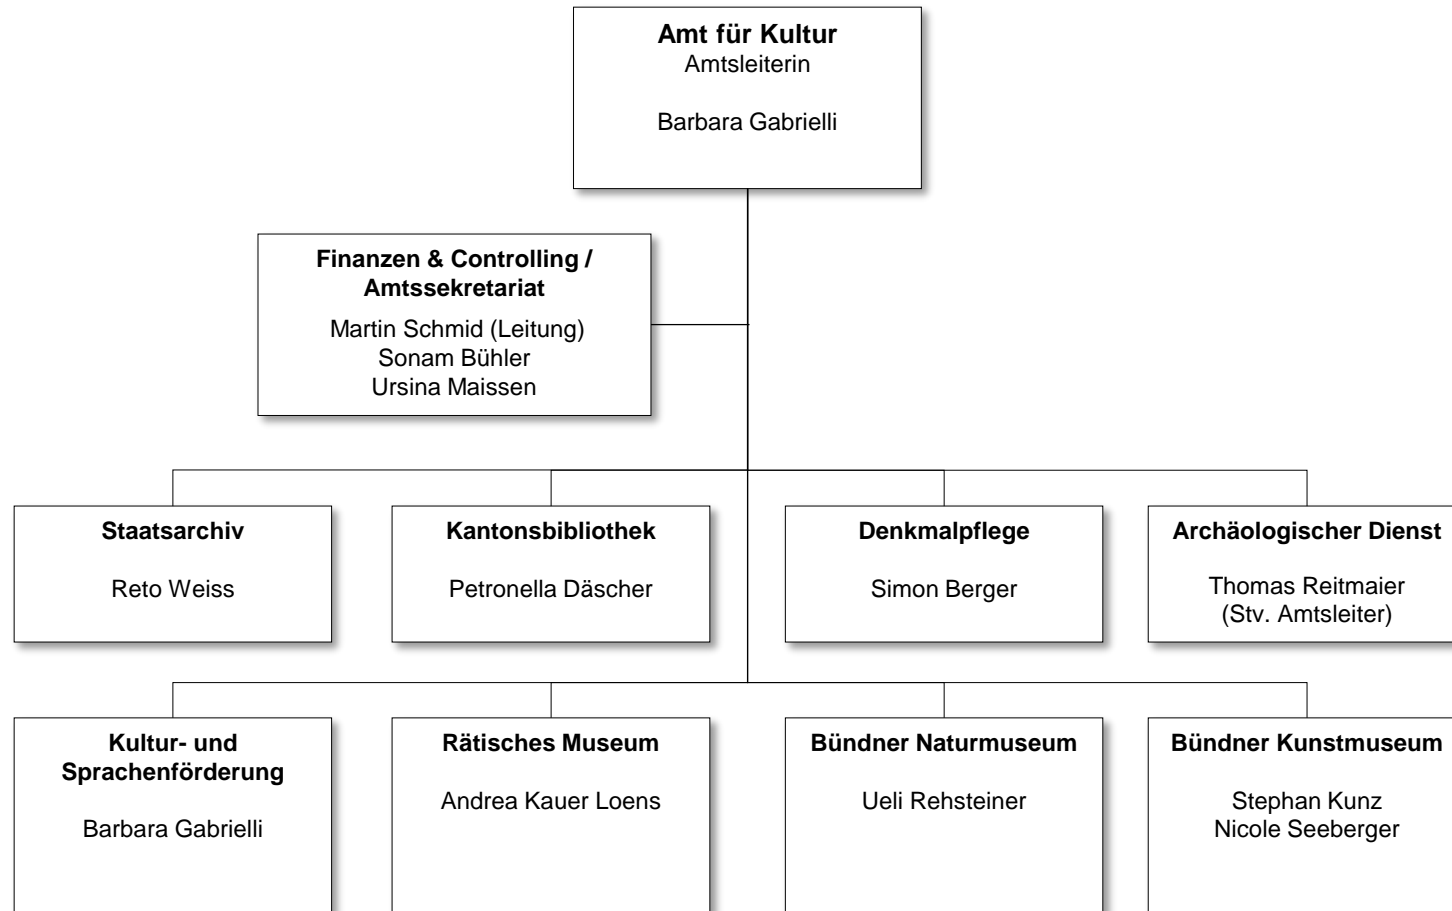 Amt für Kultur
Amtsleiterin
Barbara Gabrielli
Finanzen & Controlling /
Amtssekretariat
Martin Schmid (Leitung)
Sonam Bühler
Ursina Maissen
Staatsarchiv
Reto Weiss
Kantonsbibliothek
Petronella Däscher
Denkmalpflege
Simon Berger
Archäologischer Dienst
Thomas Reitmaier
(Stv. Amtsleiter)
Kultur- und
Sprachenförderung
Barbara Gabrielli
Rätisches Museum
Andrea Kauer Loens
Bündner Naturmuseum
Ueli Rehsteiner
Bündner Kunstmuseum
Stephan Kunz
Nicole Seeberger